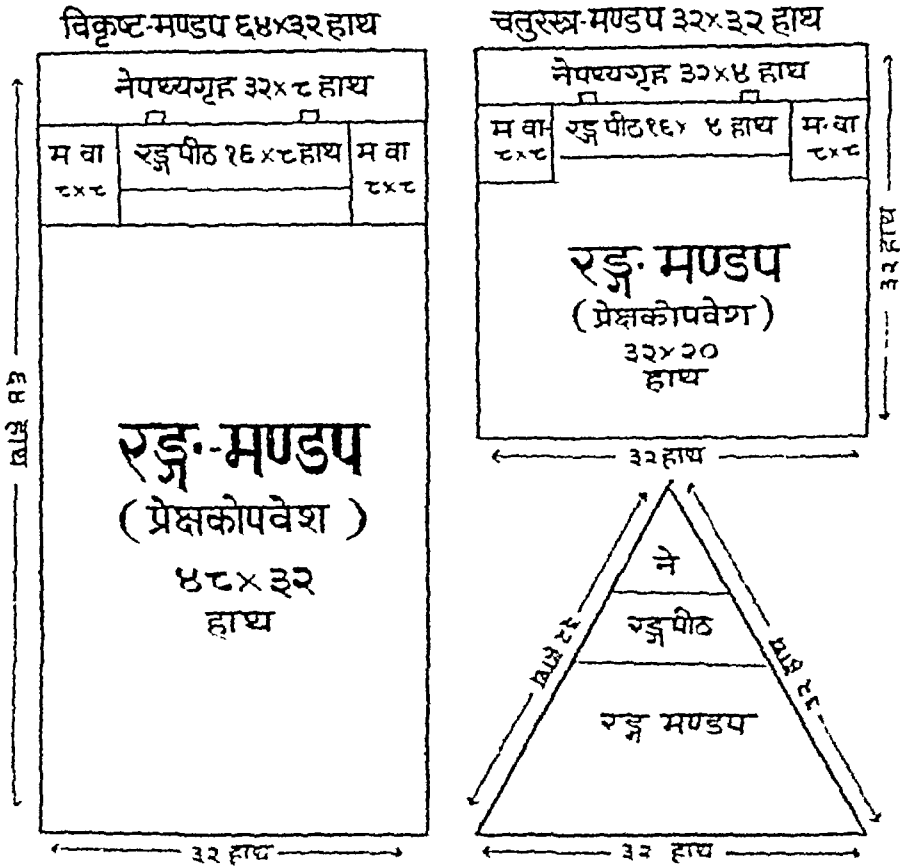 विकृष्ट-मण्डप ६४×३२ हाथ
नेपथ्यगृह ३२×८ हाथ
म वा
८×८
रङ्ग पीठ १६×८ हाथ
म वा
८×८
६४ हाथ
रङ्ग-मण्डप
(प्रेक्षकोपवेश)
४८×३२
हाथ
३२ हाथ
चतुरस्त्र-मण्डप ३२×३२ हाथ
नेपथ्यगृह ३२×४ हाथ
म वा
८×८
रङ्ग पीठ १६× ४ हाथ
म. वा
८×८
३२ हाथ
रङ्ग. मण्डप
(प्रेक्षकोपवेश)
३२×२०
हाथ
३२ हाथ
ने
रङ्गपीठ
रङ्ग मण्डप
३२ हाथ
३२ हाथ
३२ हाथ